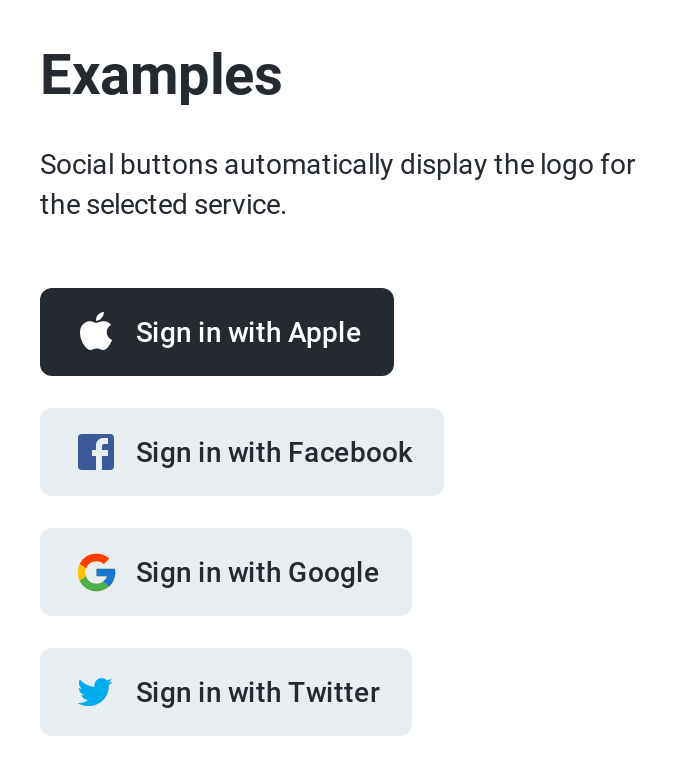 Examples
Social buttons automatically display the logo for
the selected service.
Sign in with Apple
Sign in with Facebook
Sign in with Google
Sign in with Twitter